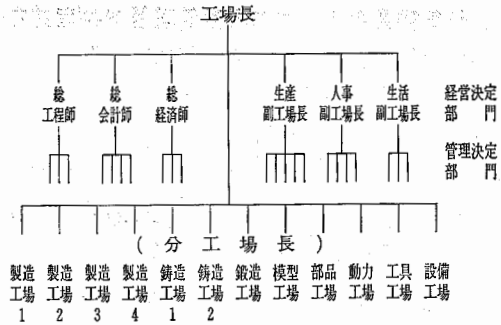 工場長
総 総 総 生産 人事 生活 経営決定
工程師 会計師 経済師 副工場長 副工場長 副工場長 部門
管理決定
部門
(分工場長)
製造 製造 製造 製造 鋳造 鋳造 鍛造 模型 部品 動力 工具 設備
工場 工場 工場 工場 工場 工場 工場 工場 工場 工場 工場 工場
1 2 3 4 1 2